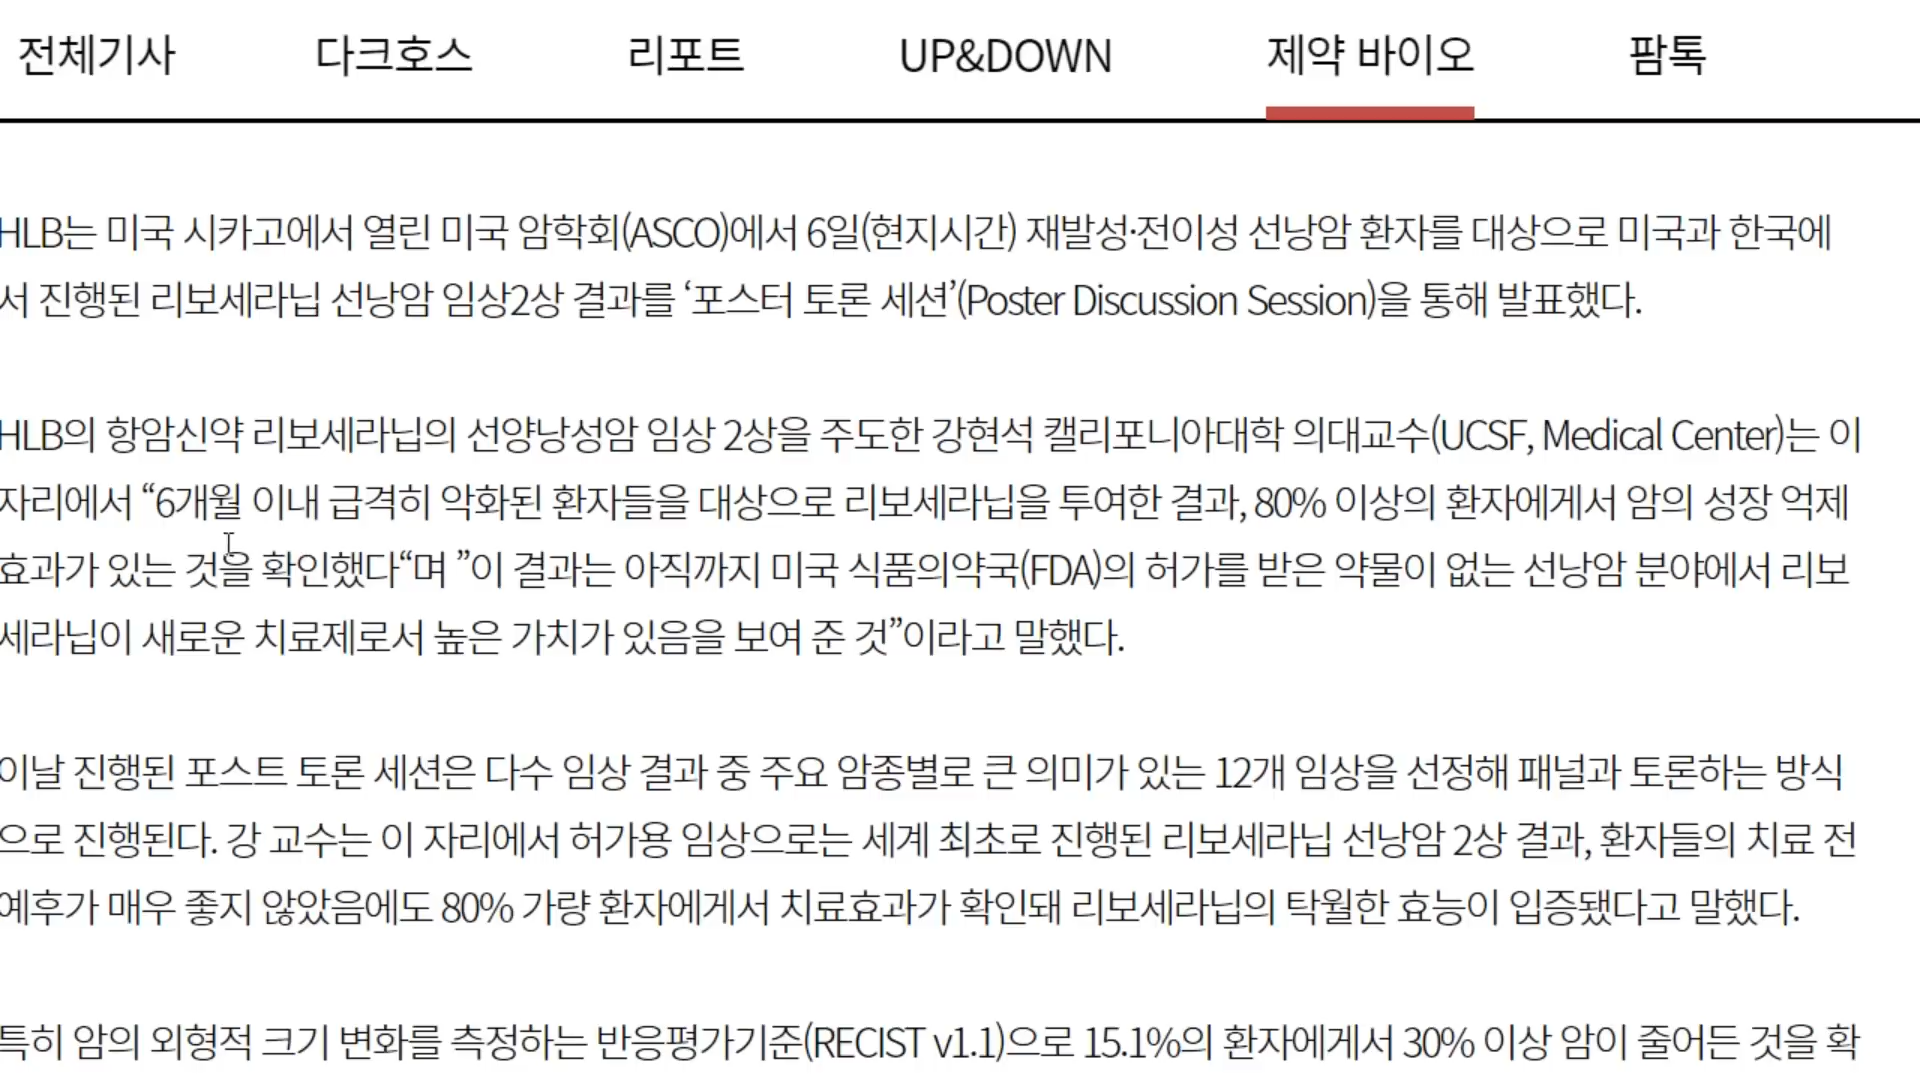 전체기사 다크호스 리포트 UP&DOWN 제약 바이오 팜톡
HLB는 미국 시카고에서 열린 미국 암학회(ASCO)에서 6일(현지시간) 재발성·전이성 선낭암 환자를 대상으로 미국과 한국에
서 진행된 리보세라닙 선낭암 임상2상 결과를 ‘포스터 토론 세션’(Poster Discussion Session)을 통해 발표했다.
HLB의 항암신약 리보세라닙의 선양낭성암 임상 2상을 주도한 강현석 캘리포니아대학 의대교수(UCSF, Medical Center)는 이
자리에서 “6개월 이내 급격히 악화된 환자들을 대상으로 리보세라닙을 투여한 결과, 80% 이상의 환자에게서 암의 성장 억제
효과가 있는 것을 확인했다“며 ”이 결과는 아직까지 미국 식품의약국(FDA)의 허가를 받은 약물이 없는 선낭암 분야에서 리보
세라닙이 새로운 치료제로서 높은 가치가 있음을 보여 준 것”이라고 말했다.
이날 진행된 포스트 토론 세션은 다수 임상 결과 중 주요 암종별로 큰 의미가 있는 12개 임상을 선정해 패널과 토론하는 방식
으로 진행된다. 강 교수는 이 자리에서 허가용 임상으로는 세계 최초로 진행된 리보세라닙 선낭암 2상 결과, 환자들의 치료 전
예후가 매우 좋지 않았음에도 80% 가량 환자에게서 치료효과가 확인돼 리보세라닙의 탁월한 효능이 입증됐다고 말했다.
특히 암의 외형적 크기 변화를 측정하는 반응평가기준(RECIST v1.1)으로 15.1%의 환자에게서 30% 이상 암이 줄어든 것을 확